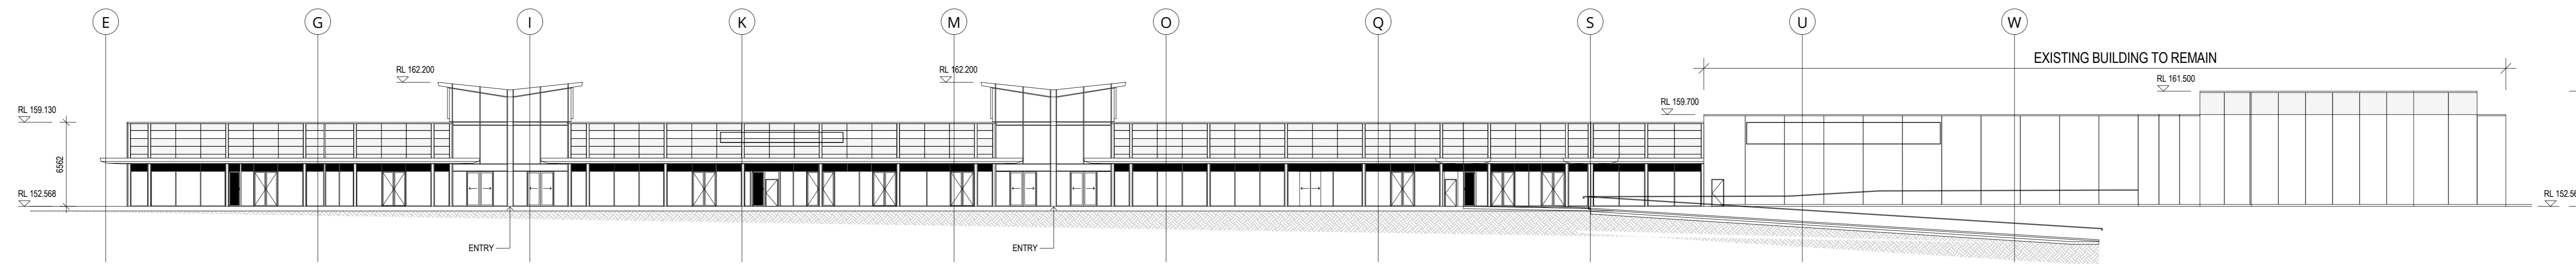 E G I K M O Q S U W
EXISTING BUILDING TO REMAIN
RL 162.200 RL 162.200 RL 161.500
RL 159.130 RL 159.700
6562
RL 152.568
ENTRY ENTRY